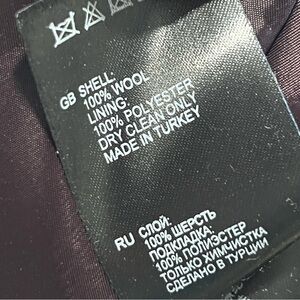 GB SHELL:
100% WOOL
LINING:
100% POLYESTER
DRY CLEAN ONLY
MADE IN TURKEY
RU СЛОЙ:
100% ШЕРСТЬ
ПОДКЛАДКА:
100% ПОЛИЭСТЕР
ТОЛЬКО ХИМЧИСТКА
СДЕЛАНО В ТУРЦИИ